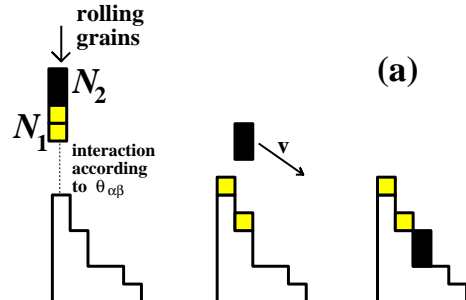 rolling
grains
(a)
N₂
N₁
v
interaction
according
to θαβ